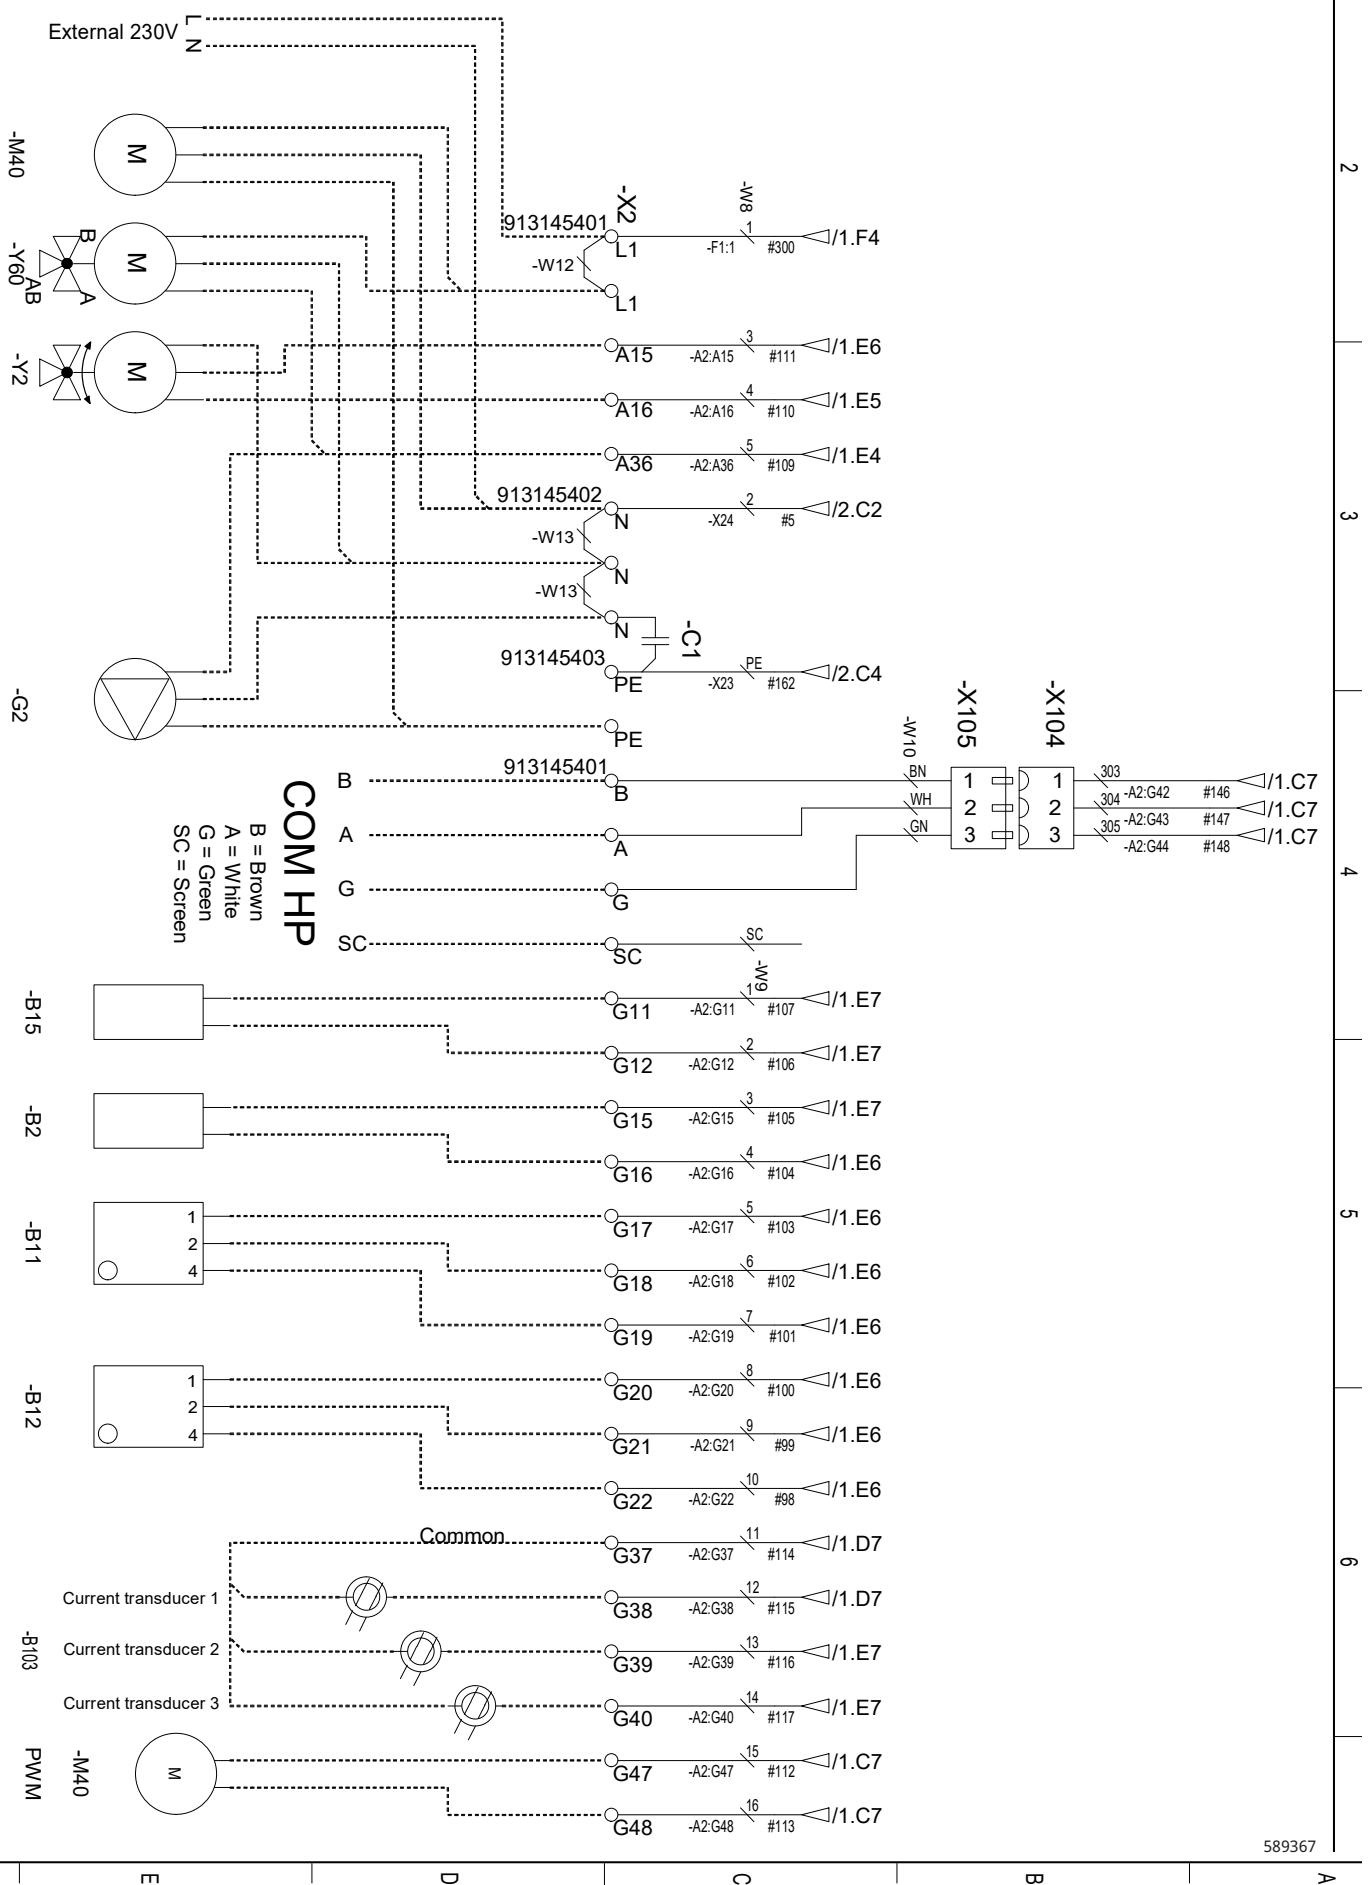 External 230V
L
N
2
-M40
M
-X2
-W8
913145401
L1
1
-F1:1
#300
/1.F4
-W12
L1
-Y60
B
AB
A
M
A15
3
-A2:A15
#111
/1.E6
-Y2
M
A16
4
-A2:A16
#110
/1.E5
A36
5
-A2:A36
#109
/1.E4
913145402
N
2
-X24
#5
/2.C2
3
-W13
N
-W13
N
-C1
913145403
PE
PE
-X23
#162
/2.C4
-G2
PE
-X105
-X104
-W10
B
913145401
B
BN
1
1
303
-A2:G42
#146
/1.C7
WH
2
2
304
-A2:G43
#147
/1.C7
A
A
GN
3
3
305
-A2:G44
#148
/1.C7
4
G
G
SC
SC
SC
COM HP
B = Brown
A = White
G = Green
SC = Screen
-W9
-B15
G11
1
-A2:G11
#107
/1.E7
G12
2
-A2:G12
#106
/1.E7
-B2
G15
3
-A2:G15
#105
/1.E7
G16
4
-A2:G16
#104
/1.E6
-B11
1
2
4
G17
5
-A2:G17
#103
/1.E6
5
G18
6
-A2:G18
#102
/1.E6
G19
7
-A2:G19
#101
/1.E6
-B12
1
2
4
G20
8
-A2:G20
#100
/1.E6
G21
9
-A2:G21
#99
/1.E6
G22
10
-A2:G22
#98
/1.E6
Common
G37
11
-A2:G37
#114
/1.D7
6
-B103
Current transducer 1
G38
12
-A2:G38
#115
/1.D7
Current transducer 2
G39
13
-A2:G39
#116
/1.E7
Current transducer 3
G40
14
-A2:G40
#117
/1.E7
PWM
-M40
M
G47
15
-A2:G47
#112
/1.C7
G48
16
-A2:G48
#113
/1.C7
589367
E
D
C
B
A